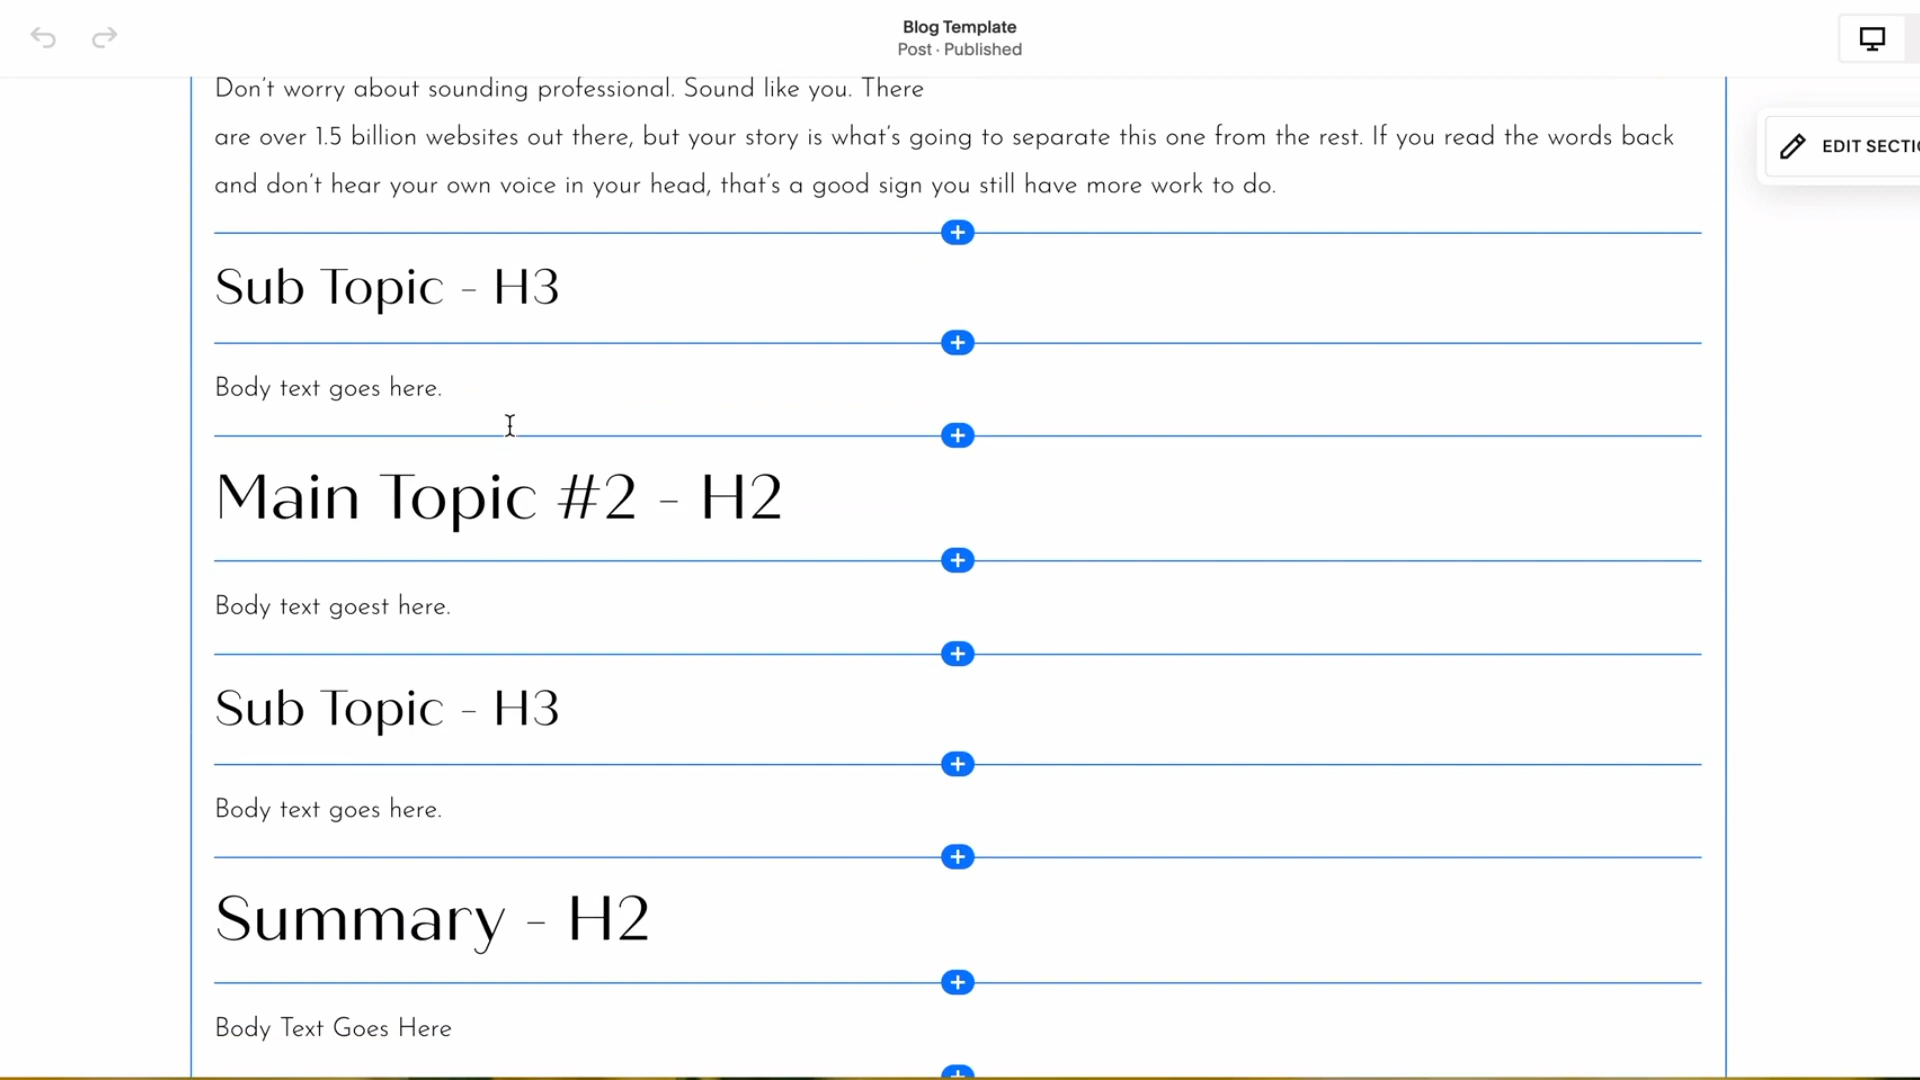 Blog Template
Post · Published
Don't worry about sounding professional. Sound like you. There
are over 1.5 billion websites out there, but your story is what's going to separate this one from the rest. If you read the words back
and don't hear your own voice in your head, that's a good sign you still have more work to do.
EDIT SECTIO
Sub Topic - H3
Body text goes here.
Main Topic #2 - H2
Body text goest here.
Sub Topic - H3
Body text goes here.
Summary - H2
Body Text Goes Here